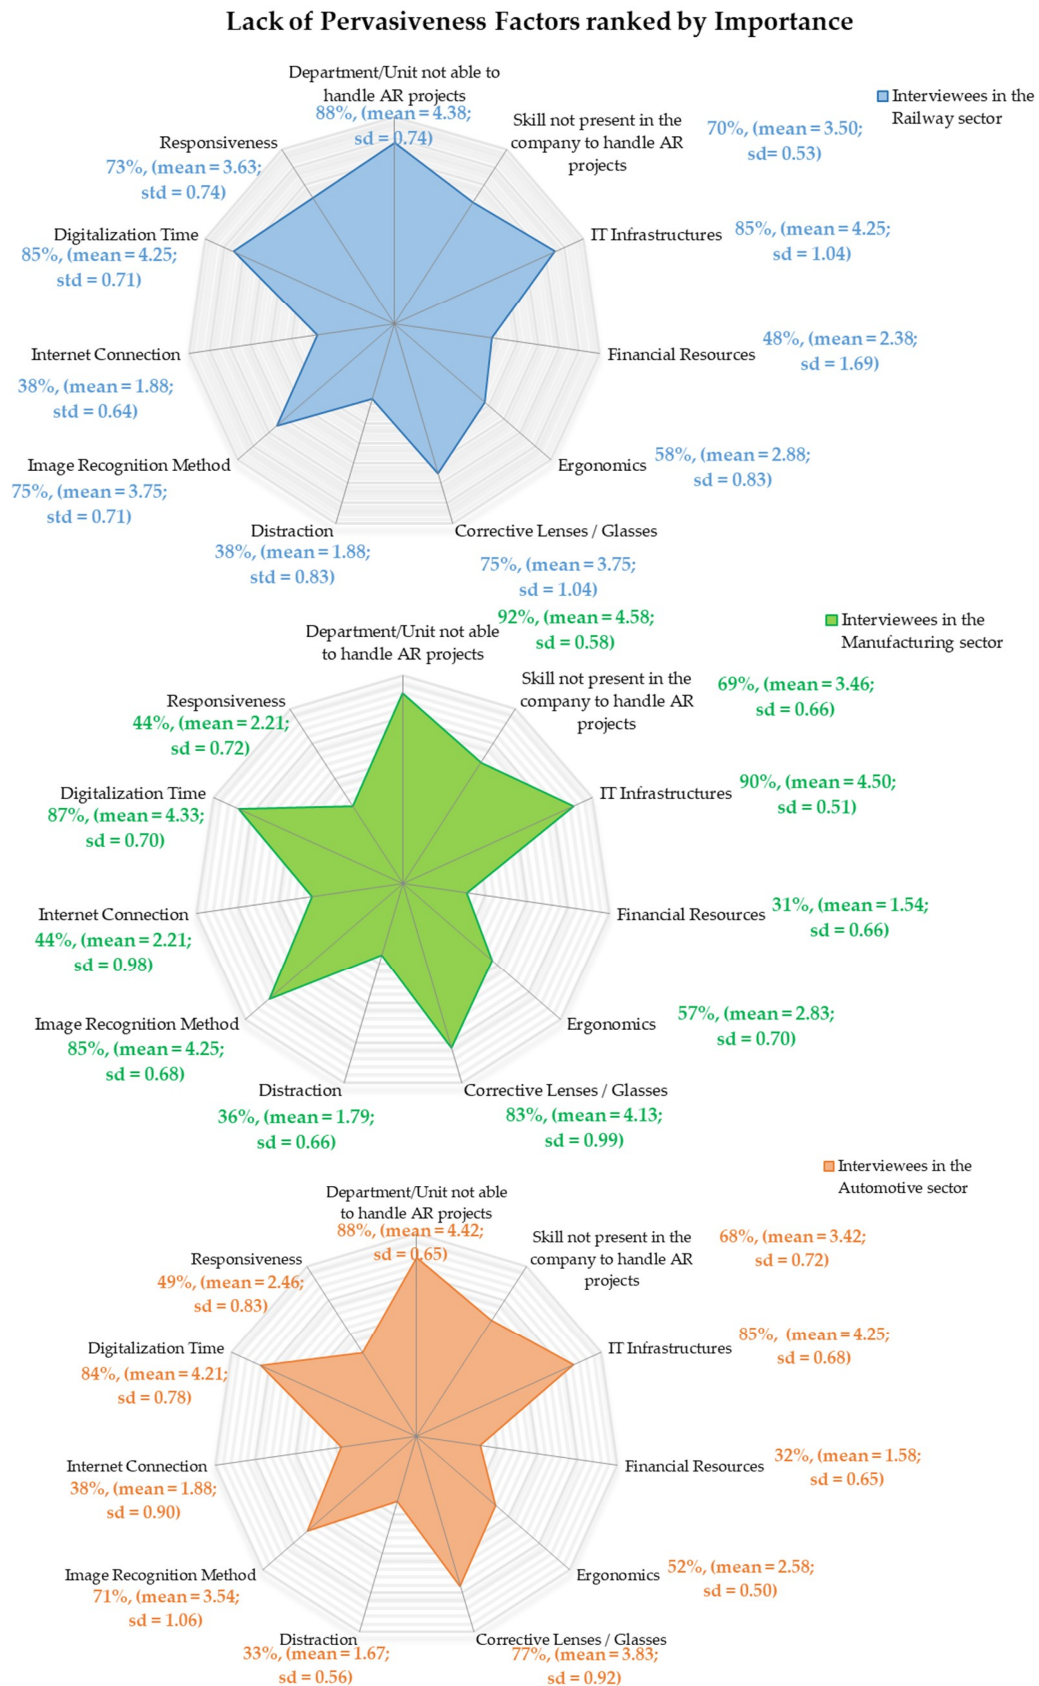 Lack of Pervasiveness Factors ranked by Importance
Department/Unit not able to
handle AR projects
88%, (mean = 4.38;
sd = 0.74)
Interviewees in the
Railway sector
Skill not present in the
company to handle AR
projects
70%, (mean = 3.50;
sd= 0.53)
Responsiveness
73%, (mean = 3.63;
std = 0.74)
IT Infrastructures
85%, (mean = 4.25;
sd = 1.04)
Digitalization Time
85%, (mean = 4.25;
std = 0.71)
Financial Resources
48%, (mean = 2.38;
sd = 1.69)
Internet Connection
38%, (mean = 1.88;
std = 0.64)
Ergonomics
58%, (mean = 2.88;
sd = 0.83)
Image Recognition Method
75%, (mean = 3.75;
std = 0.71)
Distraction
38%, (mean = 1.88;
std = 0.83)
Corrective Lenses / Glasses
75%, (mean = 3.75;
sd = 1.04)
Department/Unit not able
to handle AR projects
92%, (mean = 4.58;
sd = 0.58)
Interviewees in the
Manufacturing sector
Skill not present in the
company to handle AR
projects
69%, (mean = 3.46;
sd = 0.66)
Responsiveness
44%, (mean = 2.21;
sd = 0.72)
IT Infrastructures
90%, (mean = 4.50;
sd = 0.51)
Digitalization Time
87%, (mean = 4.33;
sd = 0.70)
Financial Resources
31%, (mean = 1.54;
sd = 0.66)
Internet Connection
44%, (mean = 2.21;
sd = 0.98)
Ergonomics
57%, (mean = 2.83;
sd = 0.70)
Image Recognition Method
85%, (mean = 4.25;
sd = 0.68)
Distraction
36%, (mean = 1.79;
sd = 0.66)
Corrective Lenses / Glasses
83%, (mean = 4.13;
sd = 0.99)
Interviewees in the
Automotive sector
Department/Unit not able
to handle AR projects
88%, (mean = 4.42;
sd = 0.65)
Skill not present in the
company to handle AR
projects
68%, (mean = 3.42;
sd = 0.72)
Responsiveness
49%, (mean = 2.46;
sd = 0.83)
IT Infrastructures
85%, (mean = 4.25;
sd = 0.68)
Digitalization Time
84%, (mean = 4.21;
sd = 0.78)
Financial Resources
32%, (mean = 1.58;
sd = 0.65)
Internet Connection
38%, (mean = 1.88;
sd = 0.90)
Ergonomics
52%, (mean = 2.58;
sd = 0.50)
Image Recognition Method
71%, (mean = 3.54;
sd = 1.06)
Distraction
33%, (mean = 1.67;
sd = 0.56)
Corrective Lenses / Glasses
77%, (mean = 3.83;
sd = 0.92)